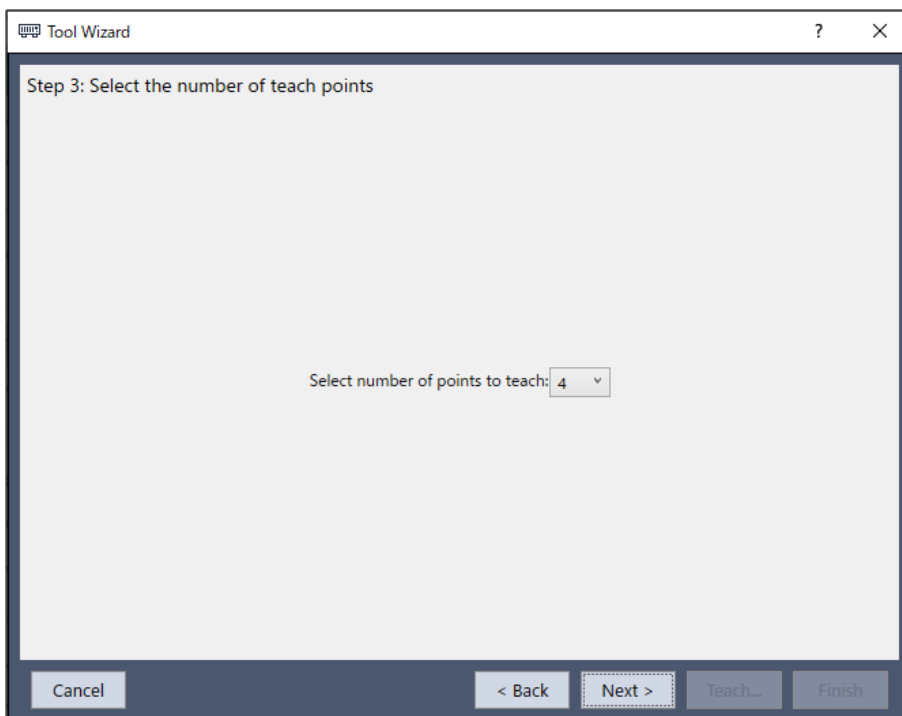 Tool Wizard
?
Step 3: Select the number of teach points
Select number of points to teach: 4
Cancel
< Back
Next >
Teach...
Finish